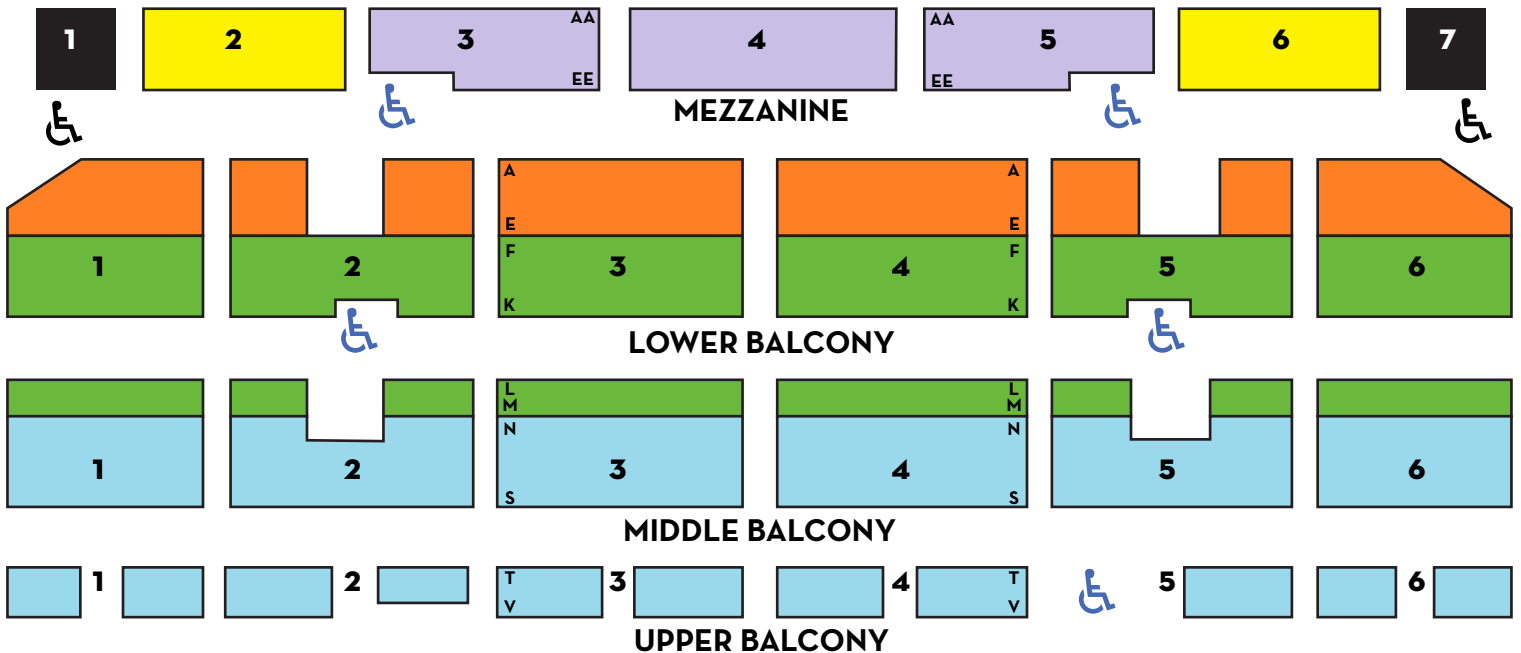 AA AA
1 2 3 4 5 6 7
EE EE
MEZZANINE
A A
E E
F F
1 2 3 4 5 6
K K
LOWER BALCONY
L L
M M
N N
1 2 3 4 5 6
S S
MIDDLE BALCONY
T T
1 2 3 4 5 6
V V
UPPER BALCONY